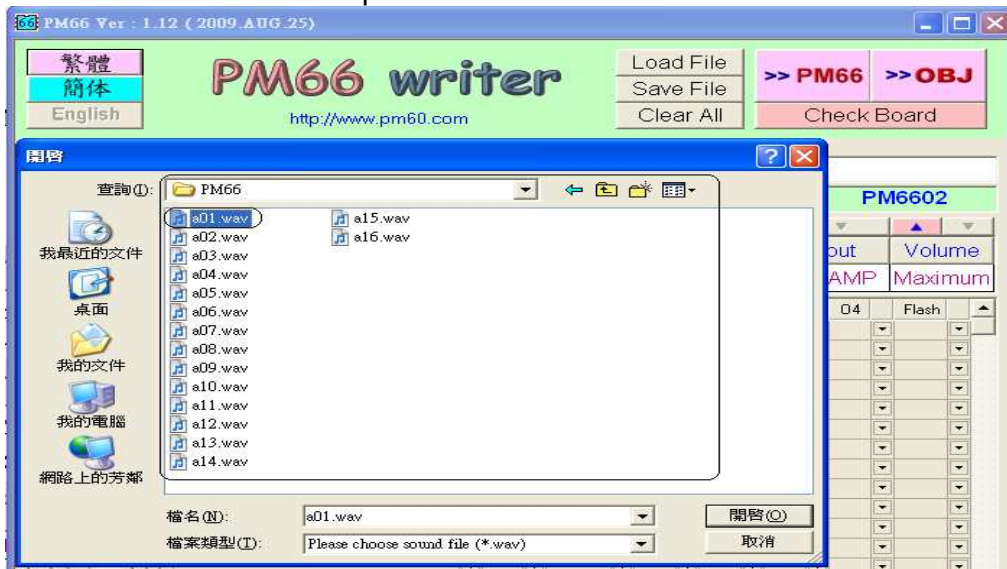 PM66 Ver : 1.12 ( 2009.AUG.25)
繁體
簡体
English
PM66 writer
http://www.pm60.com
Load File
Save File
Clear All
>> PM66
>> OBJ
Check Board
開啓
查詢(I):
PM66
我最近的文件
桌面
我的文件
我的電腦
網路上的芳鄰
a01.wav
a02.wav
a03.wav
a04.wav
a05.wav
a06.wav
a07.wav
a08.wav
a09.wav
a10.wav
a11.wav
a12.wav
a13.wav
a14.wav
a15.wav
a16.wav
檔名(N):
a01.wav
開啓(O)
檔案類型(T):
Please choose sound file (*.wav)
取消
PM6602
out
Volume
AMP
Maximum
04
Flash